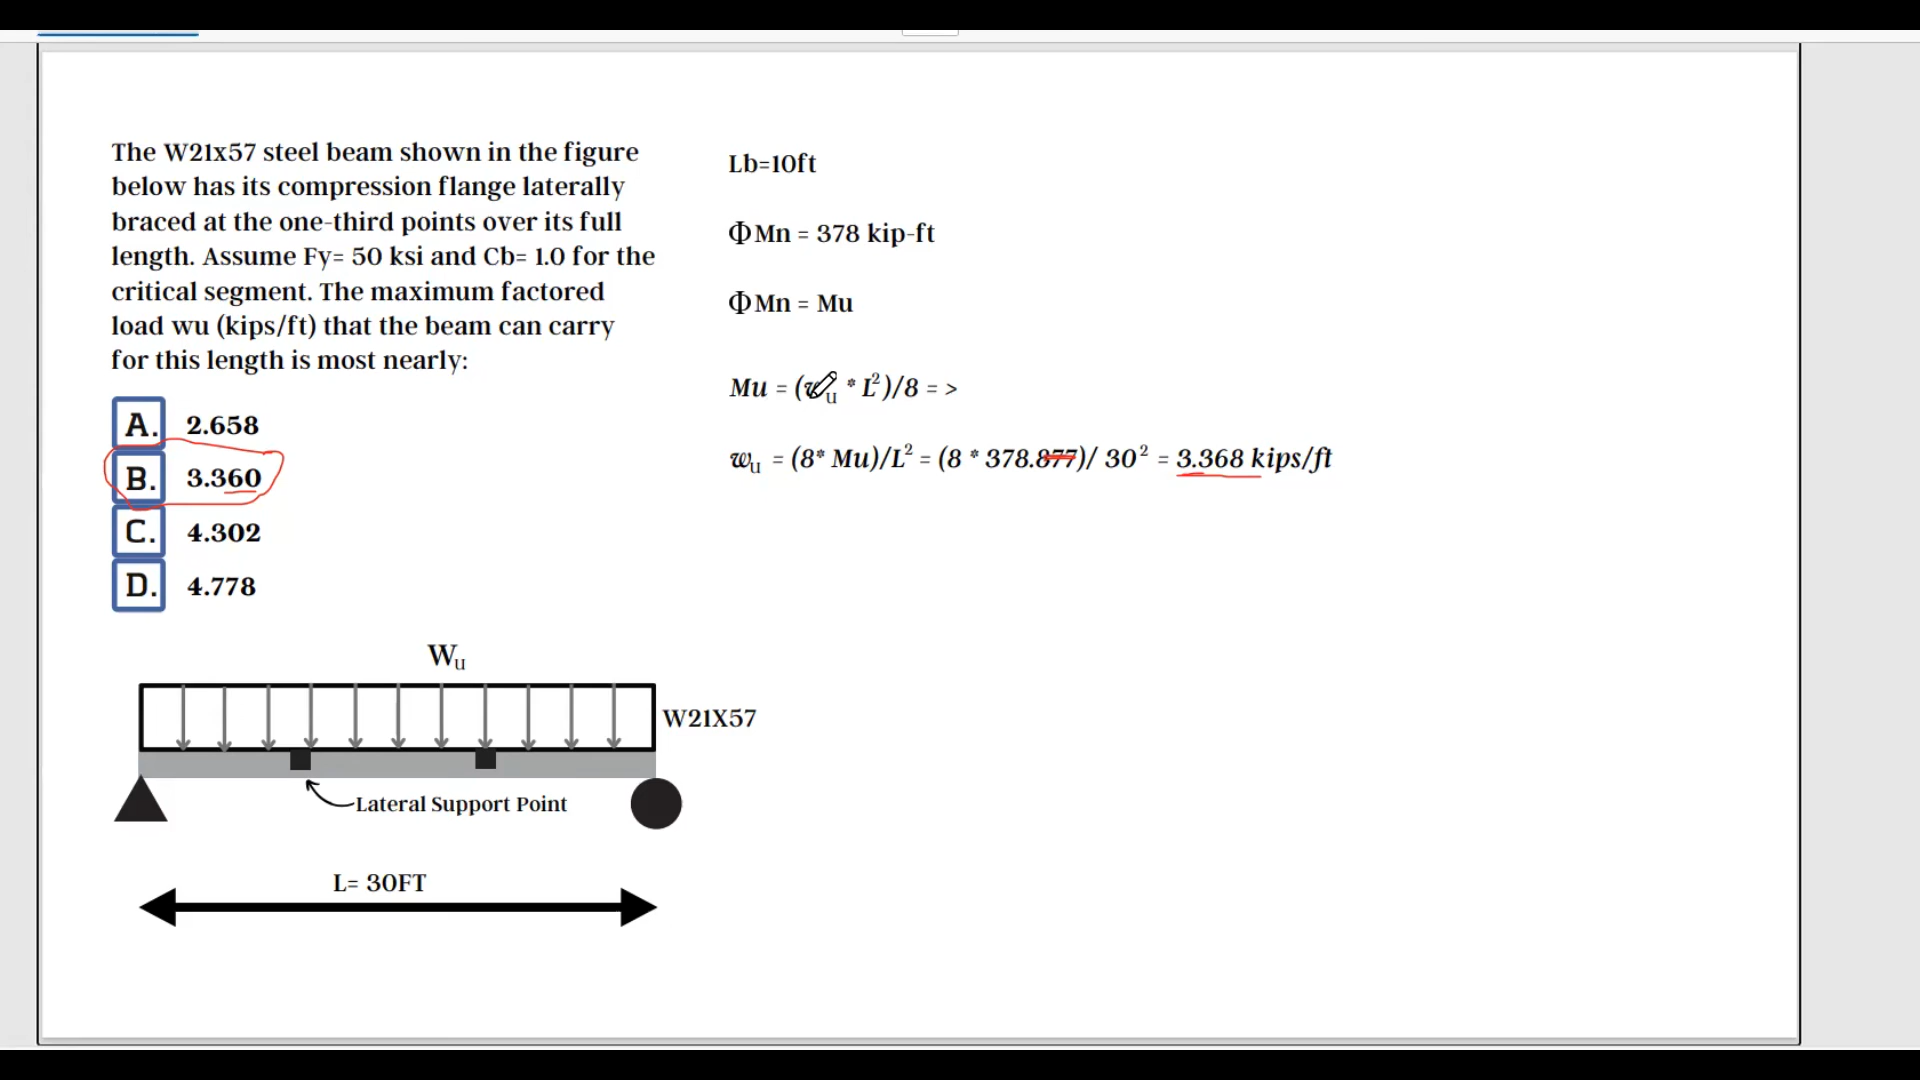 The W21x57 steel beam shown in the figure
below has its compression flange laterally
braced at the one-third points over its full
length. Assume Fy= 50 ksi and Cb= 1.0 for the
critical segment. The maximum factored
load wu (kips/ft) that the beam can carry
for this length is most nearly:
A. 2.658
B. 3.360
C. 4.302
D. 4.778
Lb=10ft
ΦMn = 378 kip-ft
ΦMn = Mu
Mu = (wᵤ * L²)/8 = >
wᵤ = (8* Mu)/L² = (8 * 378.877)/ 30² = 3.368 kips/ft
Wᵤ
W21X57
Lateral Support Point
L= 30FT